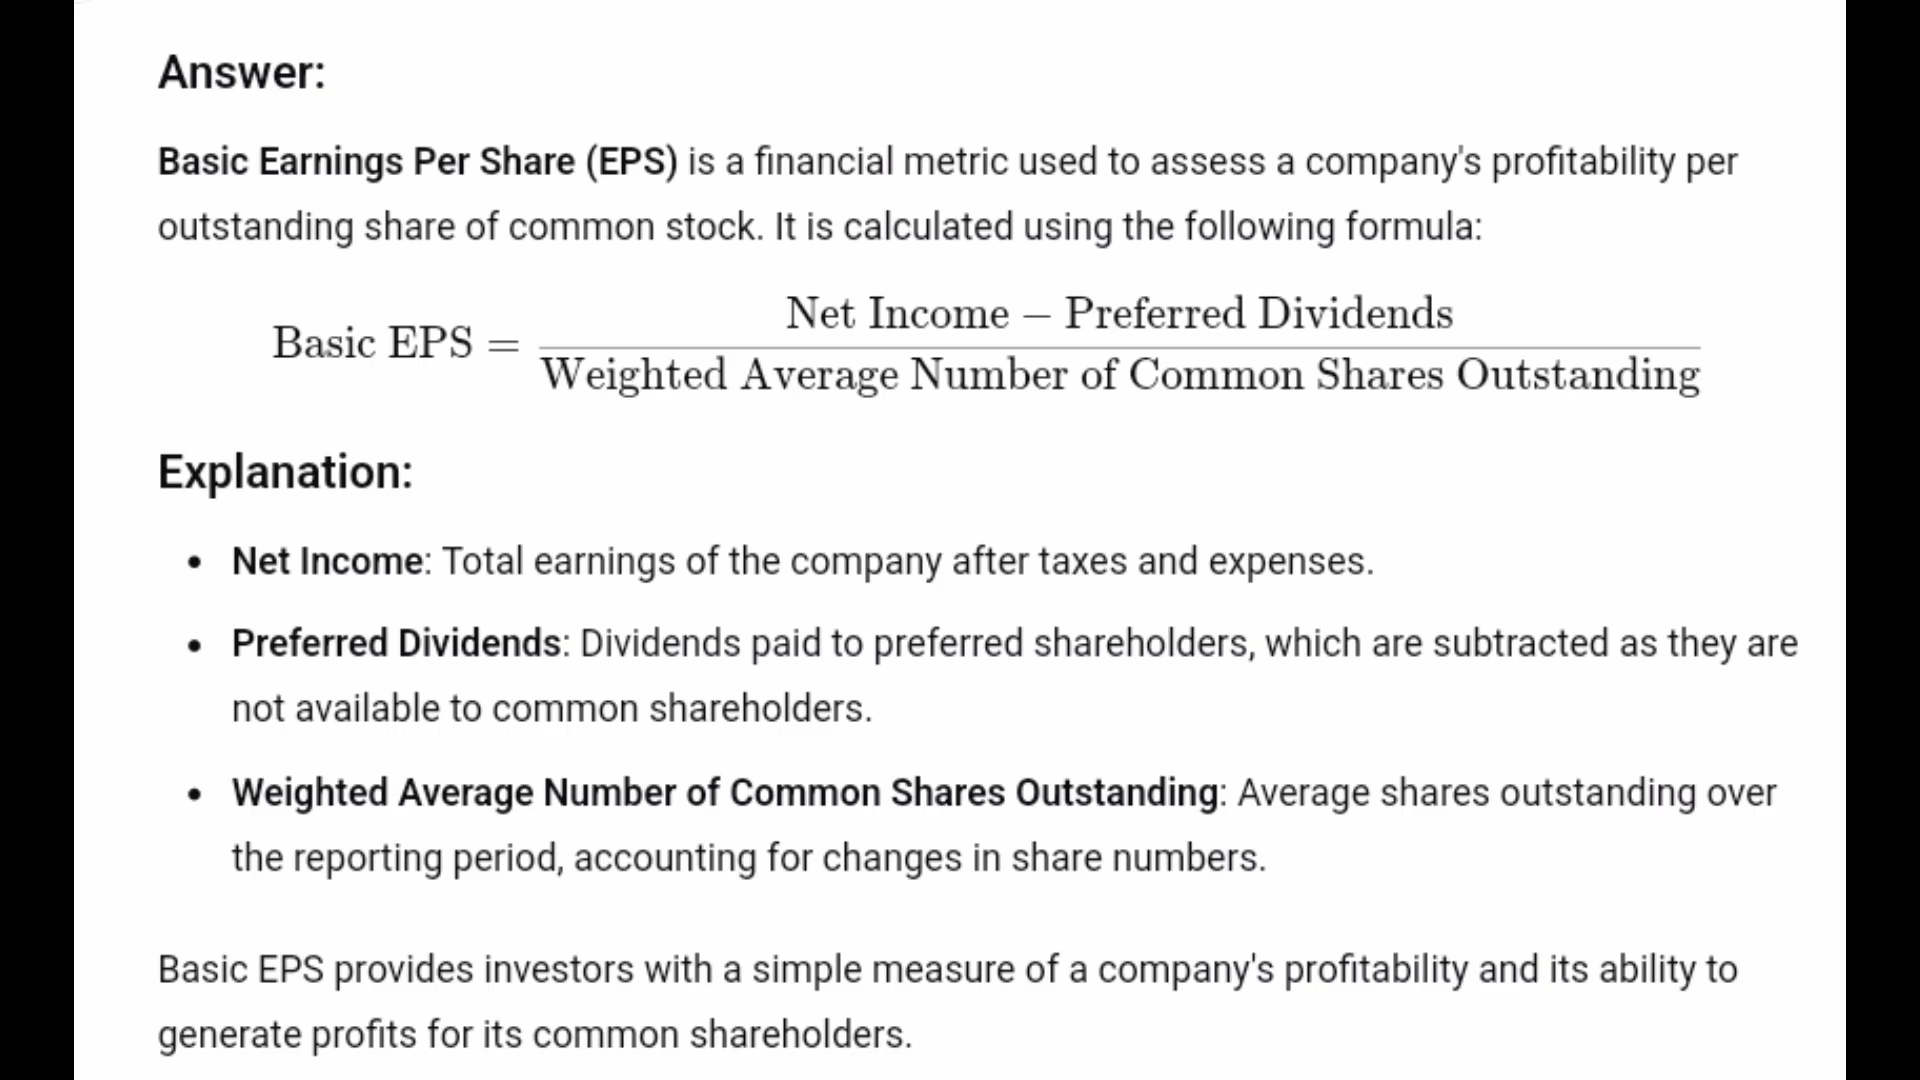 Answer:
Basic Earnings Per Share (EPS) is a financial metric used to assess a company's profitability per
outstanding share of common stock. It is calculated using the following formula:
Basic EPS = Net Income − Preferred Dividends
Weighted Average Number of Common Shares Outstanding
Explanation:
• Net Income: Total earnings of the company after taxes and expenses.
• Preferred Dividends: Dividends paid to preferred shareholders, which are subtracted as they are
not available to common shareholders.
• Weighted Average Number of Common Shares Outstanding: Average shares outstanding over
the reporting period, accounting for changes in share numbers.
Basic EPS provides investors with a simple measure of a company's profitability and its ability to
generate profits for its common shareholders.